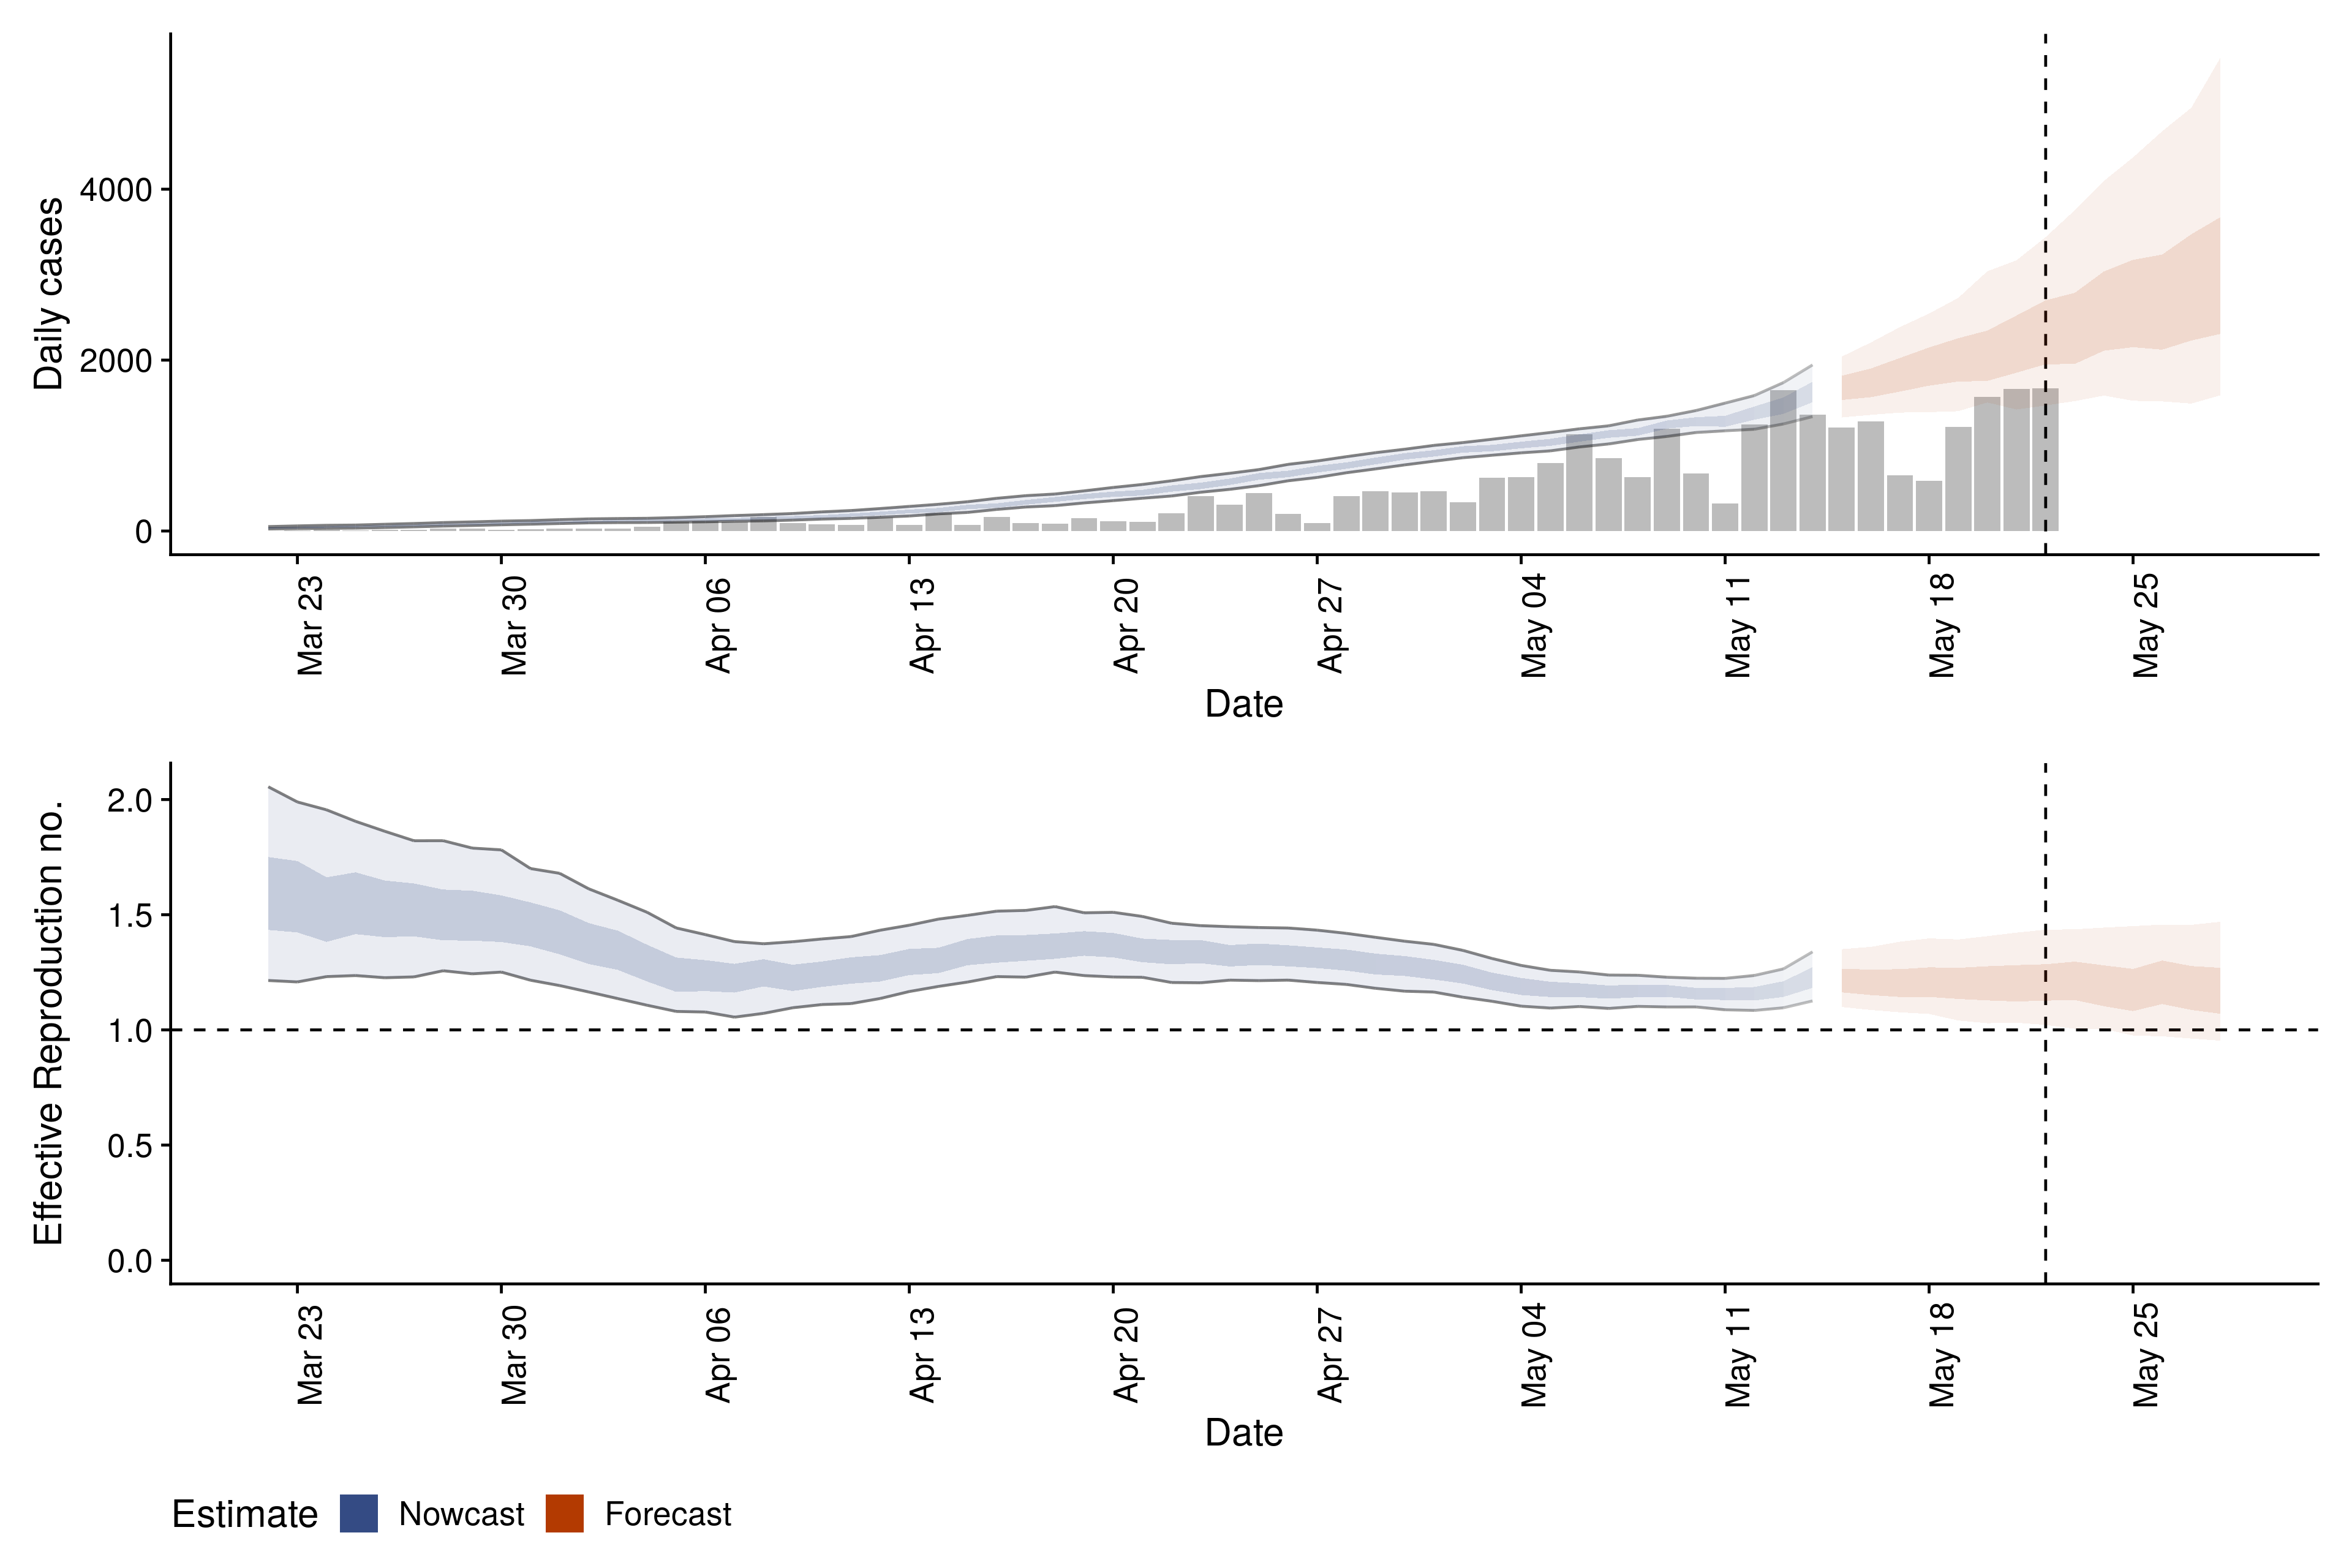 Daily cases
4000
2000
0
Mar 23 Mar 30 Apr 06 Apr 13 Apr 20 Apr 27 May 04 May 11 May 18 May 25
Date
Effective Reproduction no.
2.0
1.5
1.0
0.5
0.0
Mar 23 Mar 30 Apr 06 Apr 13 Apr 20 Apr 27 May 04 May 11 May 18 May 25
Date
Estimate Nowcast Forecast